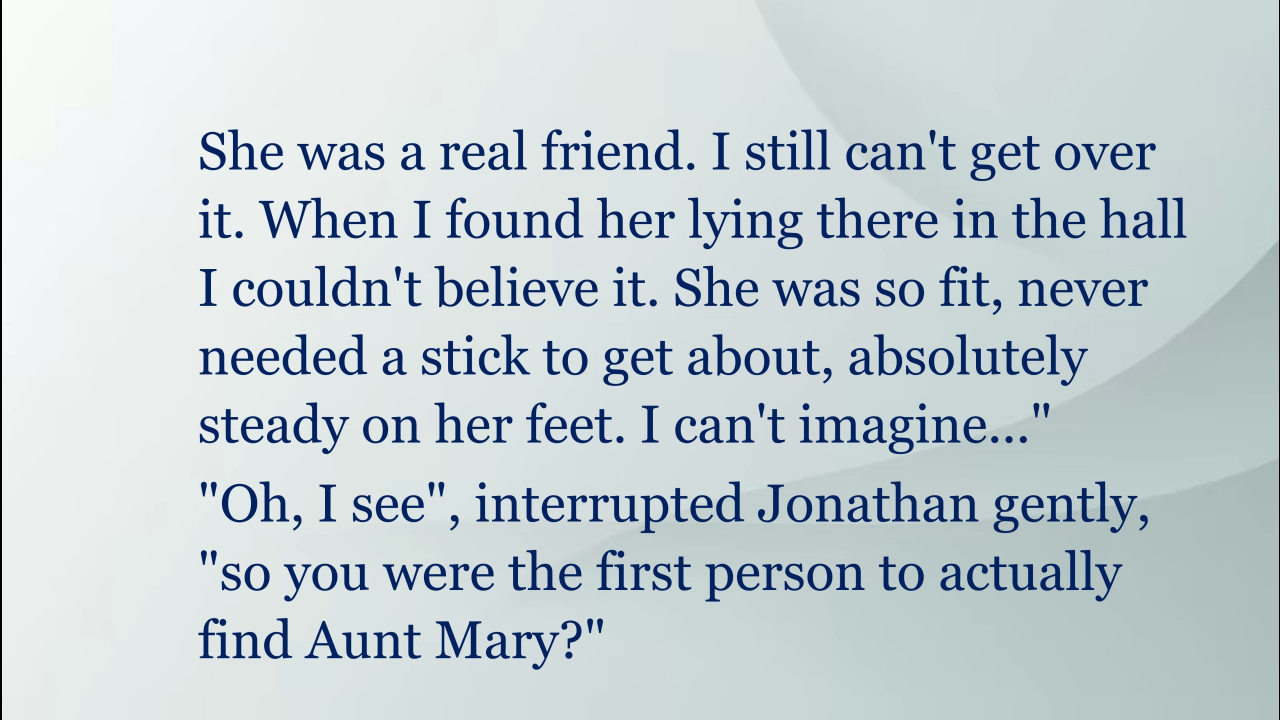 She was a real friend. I still can't get over
it. When I found her lying there in the hall
I couldn't believe it. She was so fit, never
needed a stick to get about, absolutely
steady on her feet. I can't imagine..."
"Oh, I see", interrupted Jonathan gently,
"so you were the first person to actually
find Aunt Mary?"